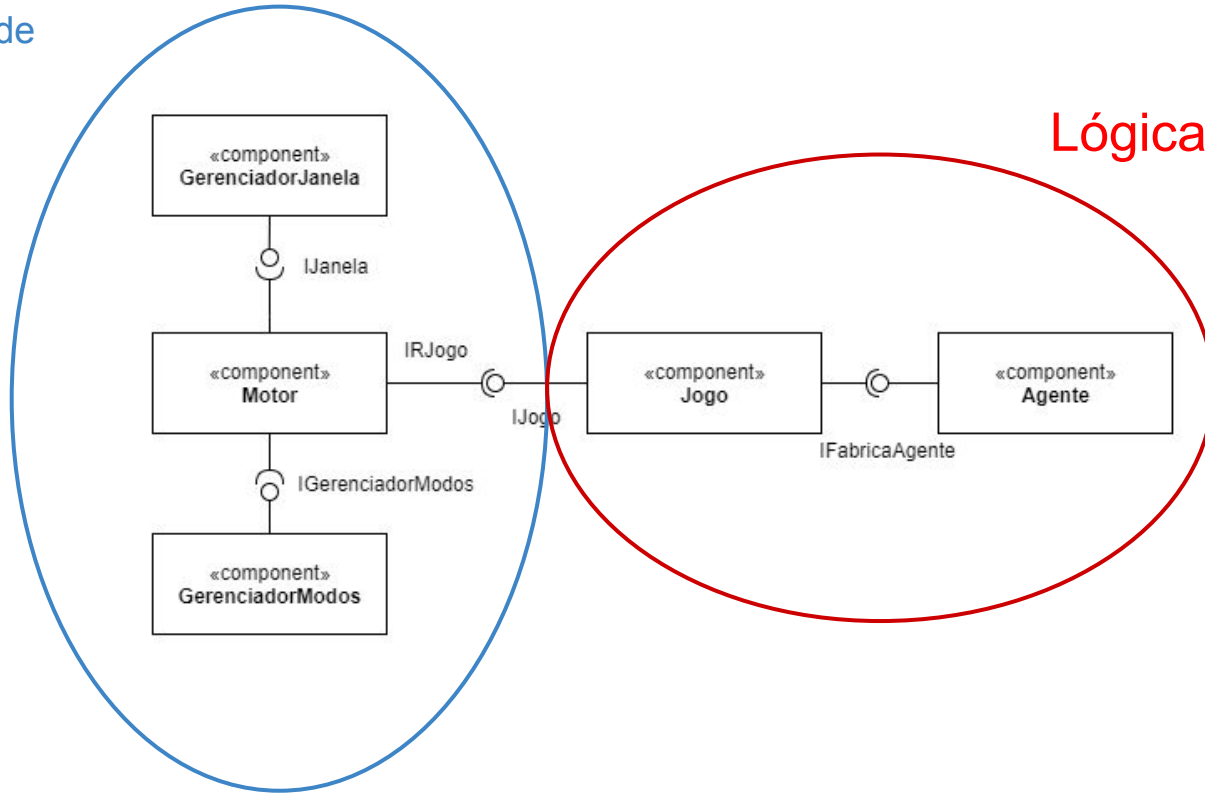 de
Lógica
«component»
GerenciadorJanela
IJanela
«component»
Motor
IRJogo
IJogo
«component»
Jogo
IFabricaAgente
«component»
Agente
IGerenciadorModos
«component»
GerenciadorModos